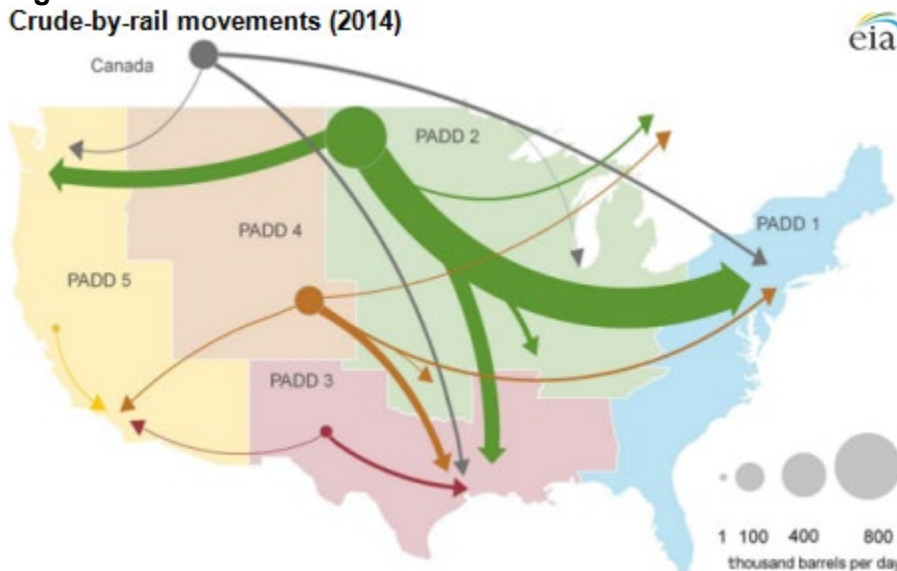 Crude-by-rail movements (2014)
eia
Canada
PADD 2
PADD 1
PADD 4
PADD 5
PADD 3
1 100 400 800
thousand barrels per day